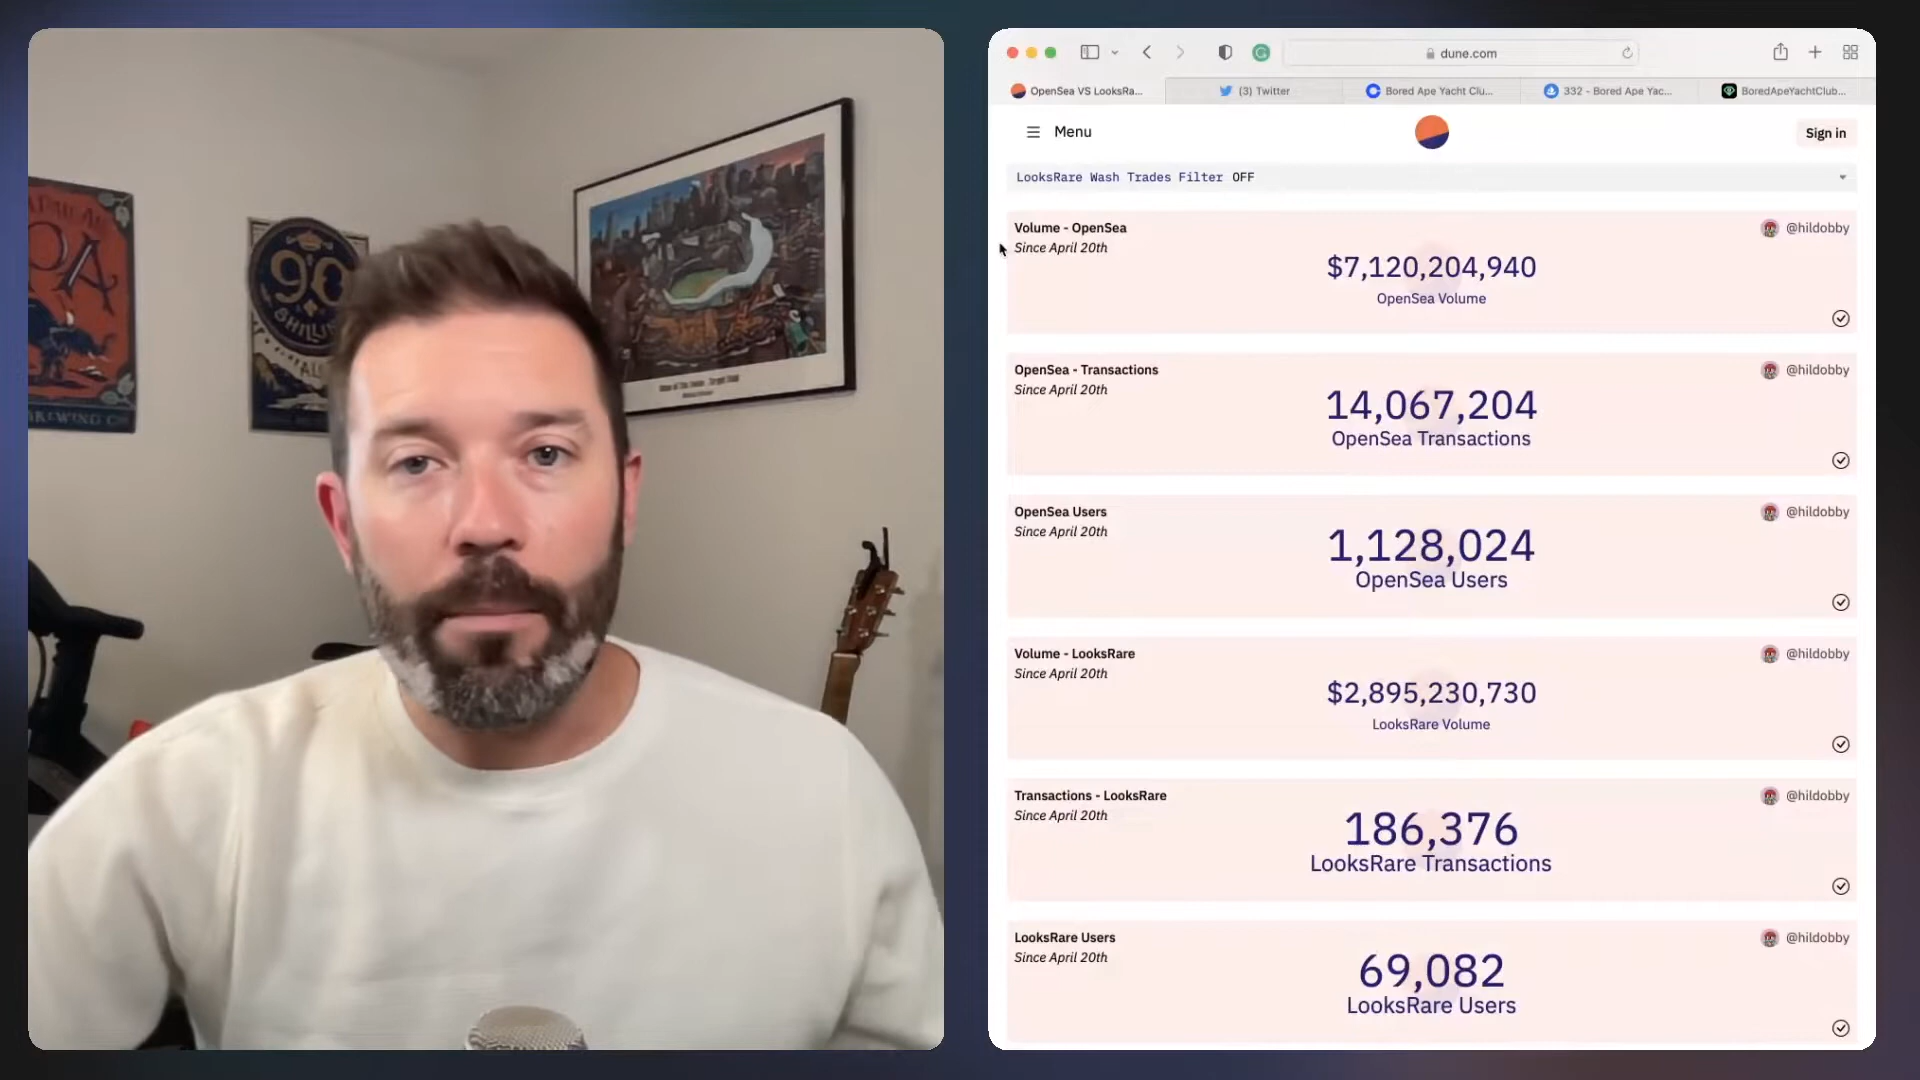 90
SHILLI
BREWING CO
dune.com
OpenSea VS LooksRa...
(3) Twitter
Bored Ape Yacht Clu...
332 - Bored Ape Yac...
BoredApeYachtClub...
Menu
Sign in
LooksRare Wash Trades Filter OFF
Volume - OpenSea
@hildobby
Since April 20th
$7,120,204,940
OpenSea Volume
OpenSea - Transactions
@hildobby
Since April 20th
14,067,204
OpenSea Transactions
OpenSea Users
@hildobby
Since April 20th
1,128,024
OpenSea Users
Volume - LooksRare
@hildobby
Since April 20th
$2,895,230,730
LooksRare Volume
Transactions - LooksRare
@hildobby
Since April 20th
186,376
LooksRare Transactions
LooksRare Users
@hildobby
Since April 20th
69,082
LooksRare Users